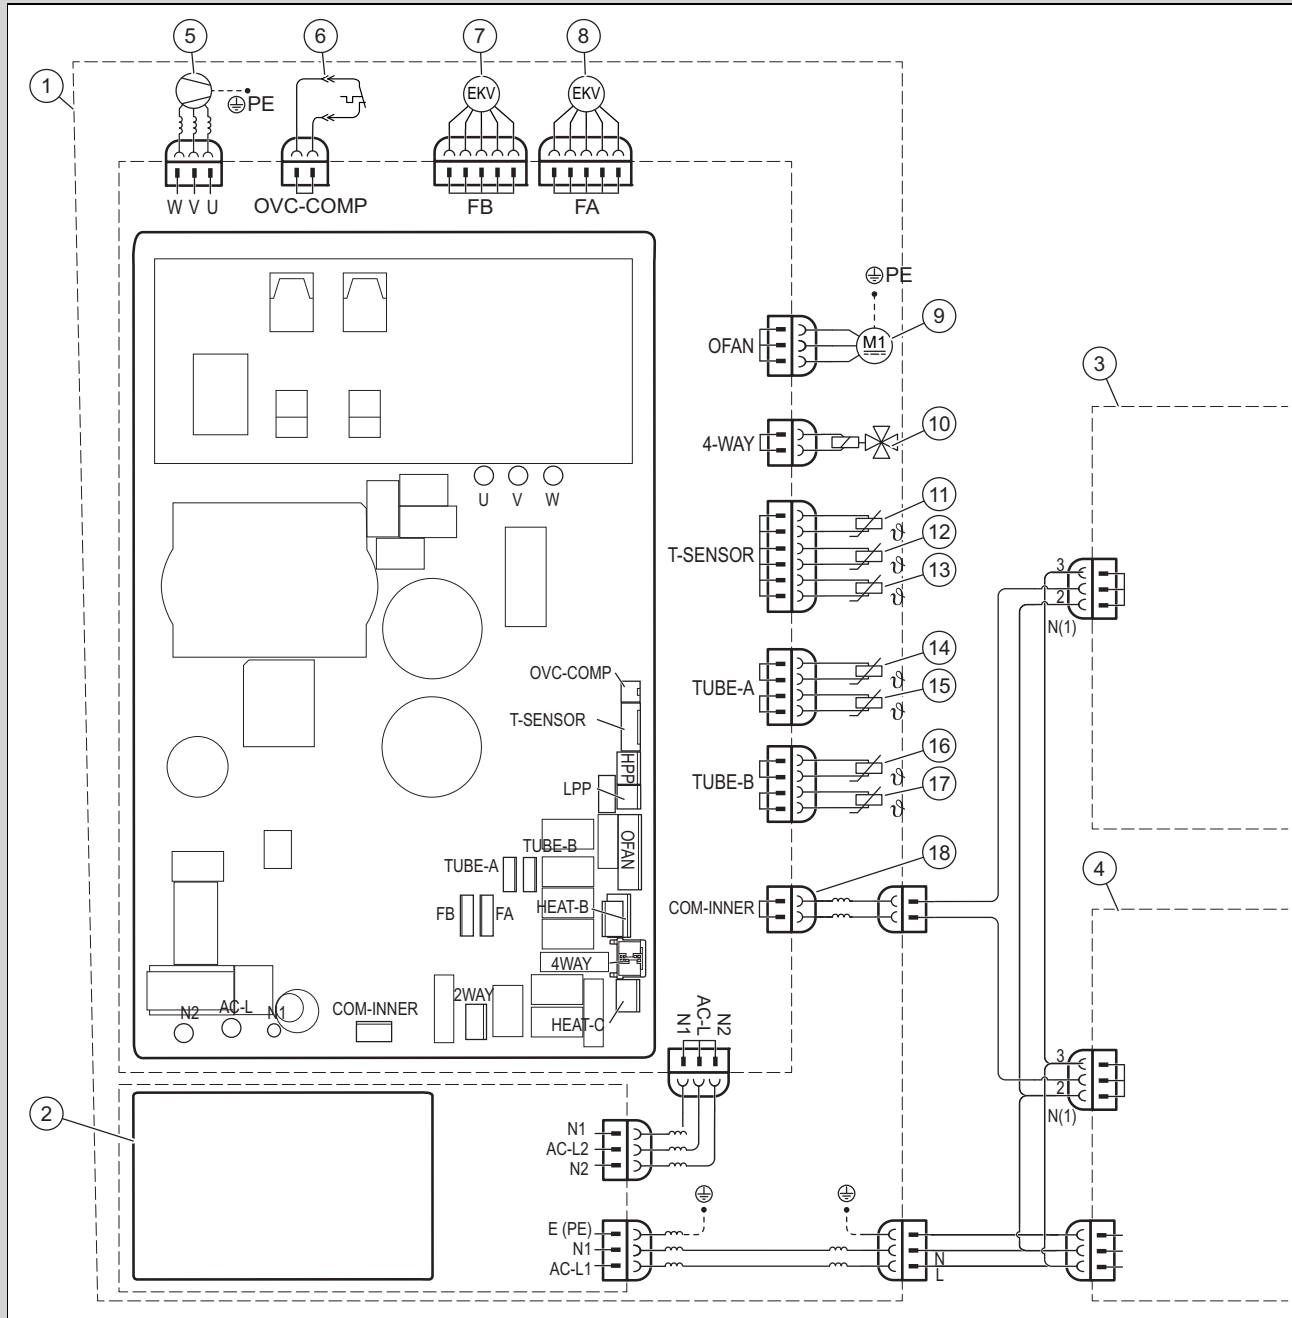 5
6
7
8
1
EKV
EKV
PE
W V U
OVC-COMP
FB
FA
PE
9
OFAN
M1
3
10
4-WAY
U
V
W
11
ϑ
12
T-SENSOR
ϑ
13
ϑ
3
2
N(1)
14
OVC-COMP
ϑ
TUBE-A
15
T-SENSOR
ϑ
16
HPP
TUBE-B
ϑ
17
LPP
ϑ
OFAN
TUBE-B
TUBE-A
18
4
FB
FA
HEAT-B
COM-INNER
4WAY
2WAY
N2
AC-L
N1
COM-INNER
HEAT-C
N1
AC-L
N2
3
2
N(1)
2
N1
AC-L2
N2
E (PE)
N1
AC-L1
N
L